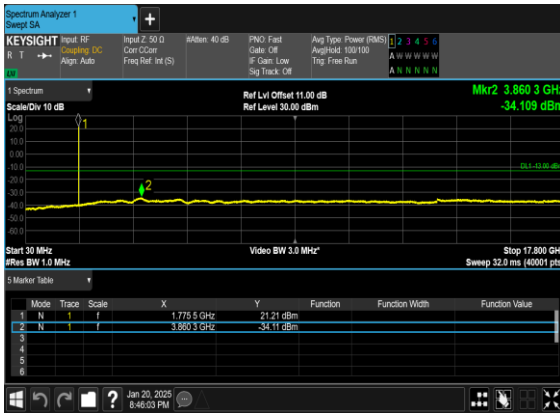 Spectrum Analyzer 1
Swept SA
KEYSIGHT Input: RF Input Z: 50 Ω #Atten: 40 dB PNO: Fast Avg Type: Power (RMS) 1 2 3 4 5 6
R T Coupling: DC Corr CCorr Gate: Off Avg|Hold: 100/100 A W W W W W
Align: Auto Freq Ref: Int (S) IF Gain: Low Trig: Free Run A N N N N N
LXI Sig Track: Off
1 Spectrum Ref Lvl Offset 11.00 dB Mkr2 3.860 3 GHz
Scale/Div 10 dB Ref Level 30.00 dBm -34.109 dBm
Log
20.0
10.0
0.00
-10.0
-20.0
-30.0
-40.0
-50.0
-60.0
1
2
DL1 -13.00 dBm
Start 30 MHz Video BW 3.0 MHz* Stop 17.800 GHz
#Res BW 1.0 MHz Sweep 32.0 ms (40001 pts)
5 Marker Table
Mode Trace Scale X Y Function Function Width Function Value
1 N 1 f 1.775 5 GHz 21.21 dBm
2 N 1 f 3.860 3 GHz -34.11 dBm
3
4
5
6
? Jan 20, 2025
8:46:03 PM